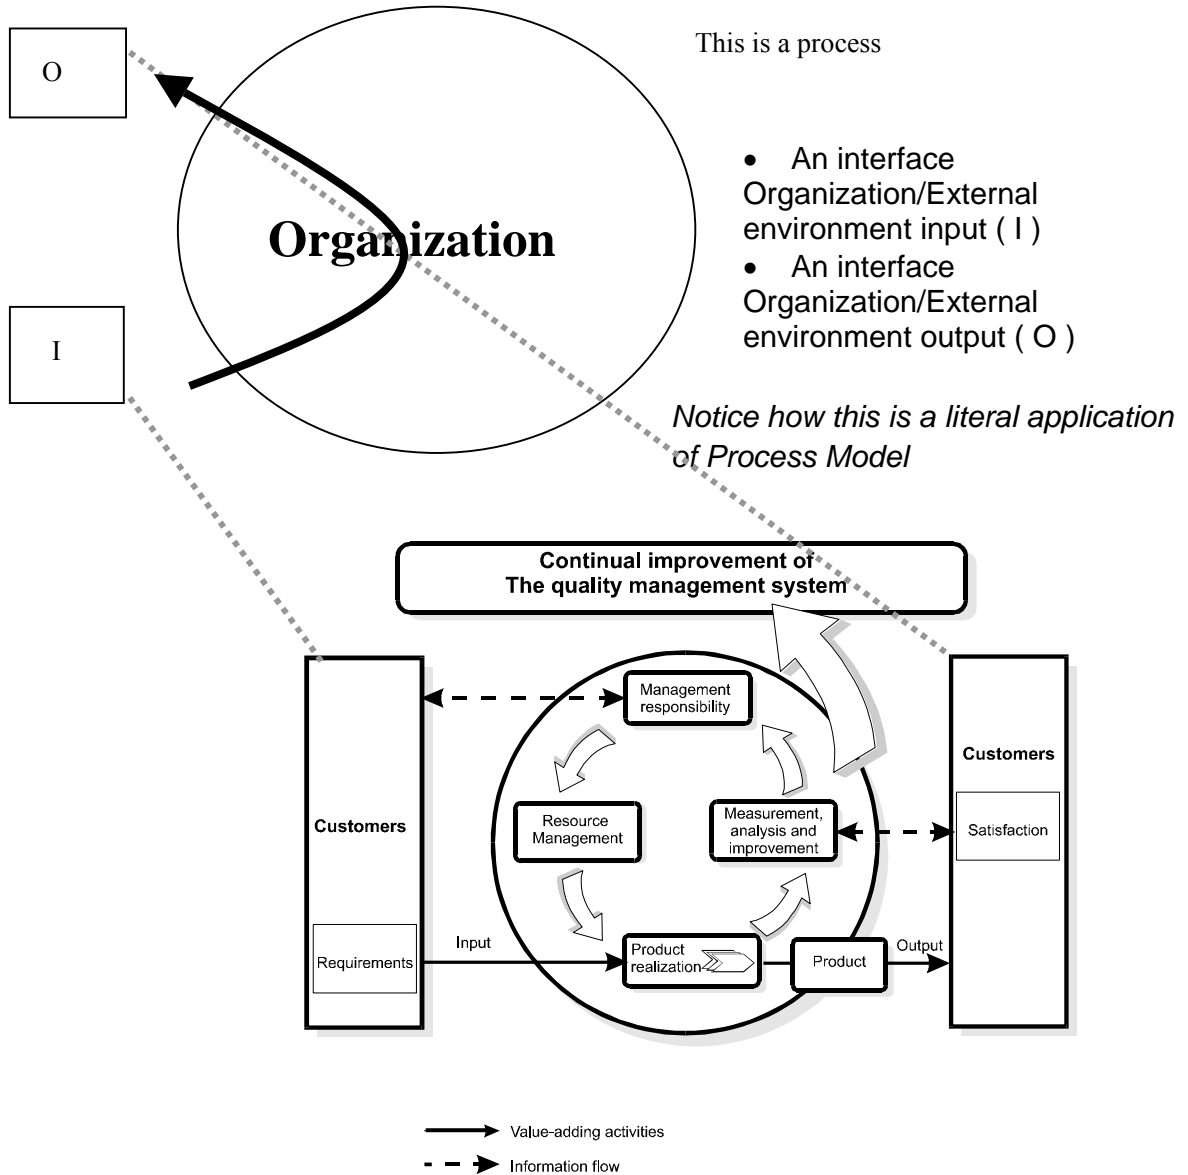 O
This is a process
• An interface
Organization/External
environment input ( I )
• An interface
Organization/External
environment output ( O )
Organization
I
Notice how this is a literal application
of Process Model
Continual improvement of
The quality management system
Management
responsibility
Customers
Resource
Management
Measurement,
analysis and
improvement
Customers
Satisfaction
Requirements
Input
Product
realization
Product
Output
Value-adding activities
Information flow